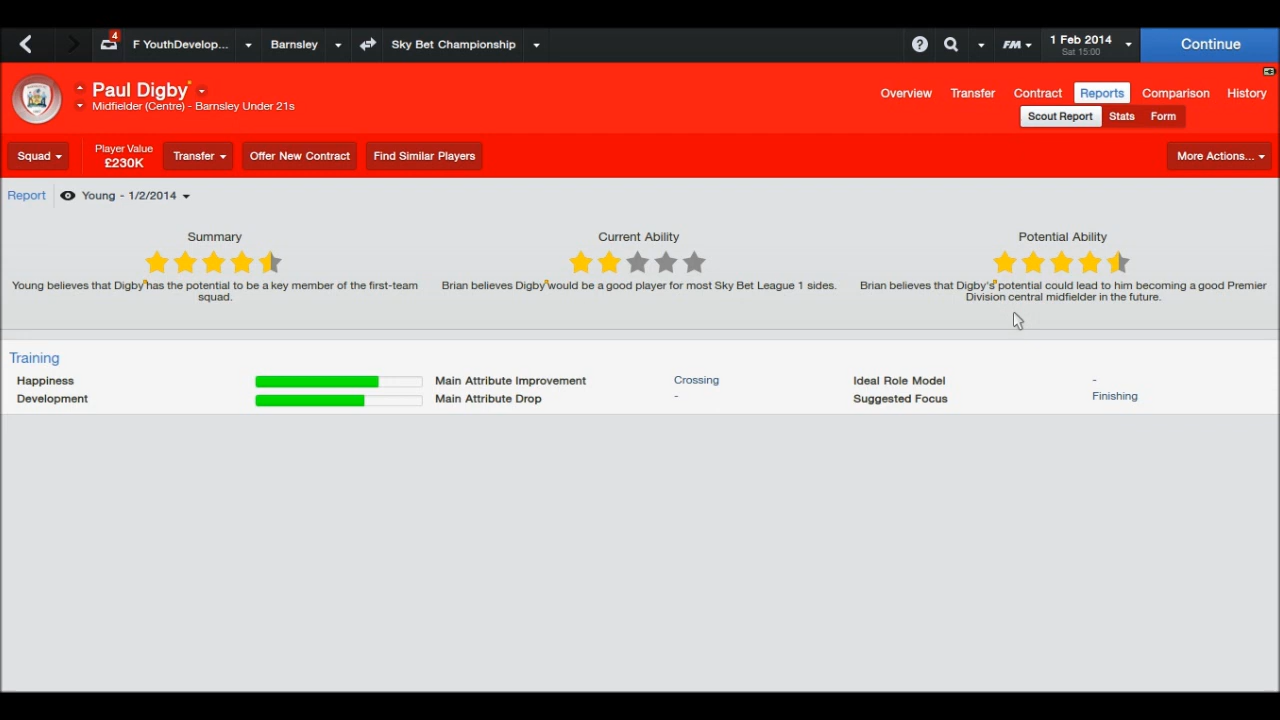 4
F YouthDevelop...
Barnsley
Sky Bet Championship
?
FM
1 Feb 2014
Sat 15:00
Continue
Paul Digby
Midfielder (Centre) - Barnsley Under 21s
Overview
Transfer
Contract
Reports
Comparison
History
Scout Report
Stats
Form
Squad
Player Value
£230K
Transfer
Offer New Contract
Find Similar Players
More Actions...
Report
Young - 1/2/2014
Summary
Young believes that Digby has the potential to be a key member of the first-team
squad.
Current Ability
Brian believes Digby would be a good player for most Sky Bet League 1 sides.
Potential Ability
Brian believes that Digby's potential could lead to him becoming a good Premier
Division central midfielder in the future.
Training
Happiness
Main Attribute Improvement
Crossing
Ideal Role Model
-
Development
Main Attribute Drop
-
Suggested Focus
Finishing